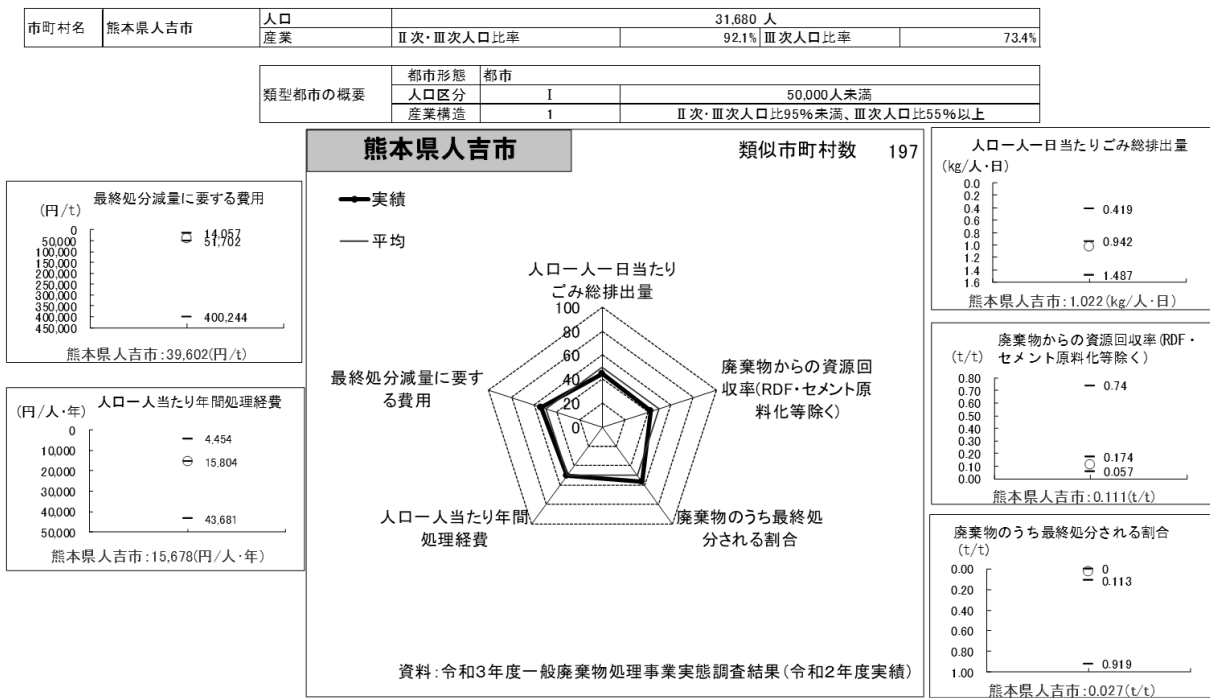 市町村名 熊本県人吉市 人口 31,680 人
産業 Ⅱ次・Ⅲ次人口比率 92.1% Ⅲ次人口比率 73.4%
類型都市の概要 都市形態 都市
人口区分 Ⅰ 50,000人未満
産業構造 1 Ⅱ次・Ⅲ次人口比95%未満、Ⅲ次人口比55%以上
熊本県人吉市 類似市町村数 197
実績
平均
人口一人一日当たり
ごみ総排出量
100
80
60
40
20
0
廃棄物からの資源回
収率(RDF・セメント原
料化等除く)
廃棄物のうち最終処
分される割合
人口一人当たり年間
処理経費
最終処分減量に要す
る費用
資料:令和3年度一般廃棄物処理事業実態調査結果(令和2年度実績)
最終処分減量に要する費用
(円/t)
0
50,000
100,000
150,000
200,000
250,000
300,000
350,000
400,000
450,000
14,057
51,702
400,244
熊本県人吉市:39,602(円/t)
人口一人当たり年間処理経費
(円/人・年)
0
10,000
20,000
30,000
40,000
50,000
4,454
15,804
43,681
熊本県人吉市:15,678(円/人・年)
人口一人一日当たりごみ総排出量
(kg/人・日)
0.0
0.2
0.4
0.6
0.8
1.0
1.2
1.4
1.6
0.419
0.942
1.487
熊本県人吉市:1.022(kg/人・日)
廃棄物からの資源回収率(RDF・
セメント原料化等除く)
(t/t)
0.80
0.70
0.60
0.50
0.40
0.30
0.20
0.10
0.00
0.74
0.174
0.057
熊本県人吉市:0.111(t/t)
廃棄物のうち最終処分される割合
(t/t)
0.00
0.20
0.40
0.60
0.80
1.00
0
0.113
0.919
熊本県人吉市:0.027(t/t)